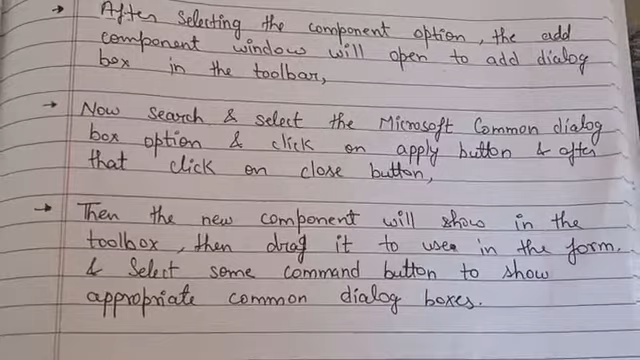 → After selecting the component option, the add
component window will open to add dialog
box in the toolbar,
→ Now search & select the Microsoft Common dialog
box option & click on apply button & after
that click on close button,
→ Then the new component will show in the
toolbox, then drag it to use in the form.
& Select some command button to show
appropriate common dialog boxes.